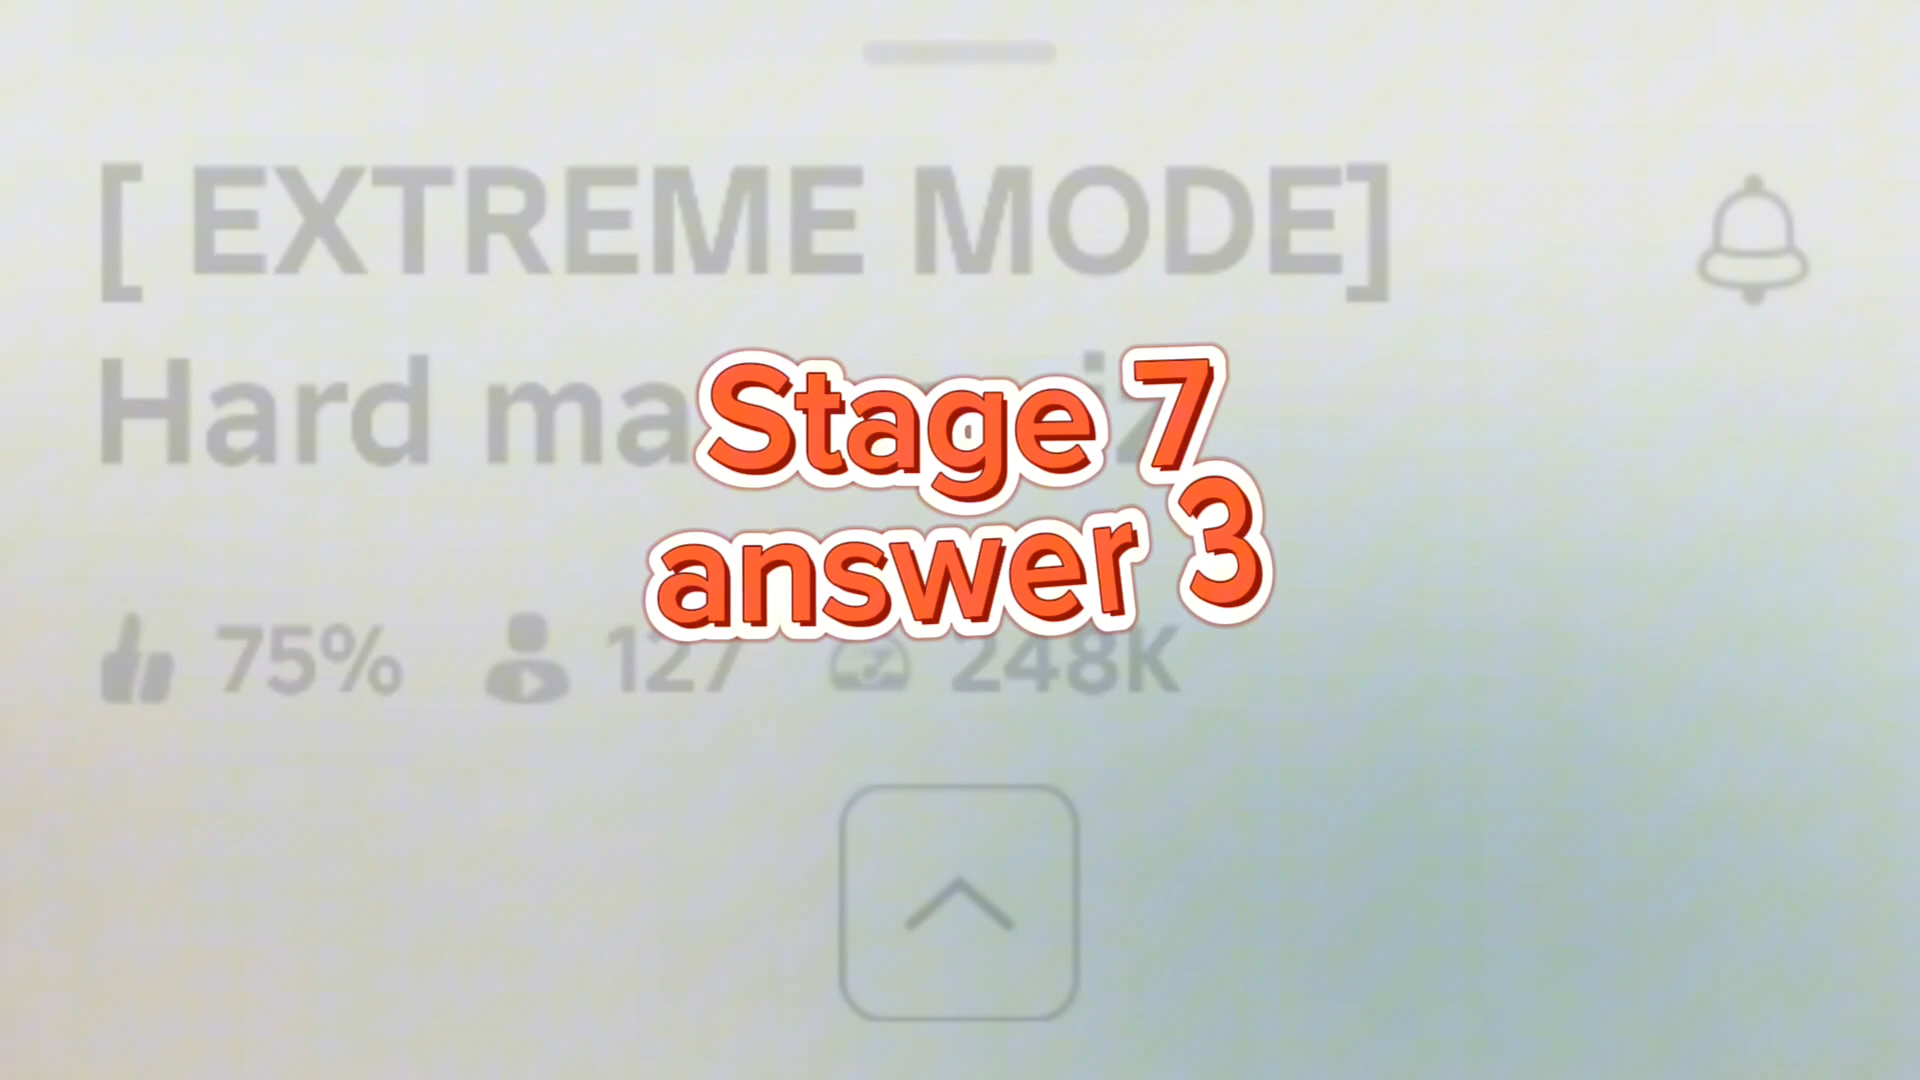 [ EXTREME MODE]
Hard ma
Stage 7
answer 3
75% 127 248K